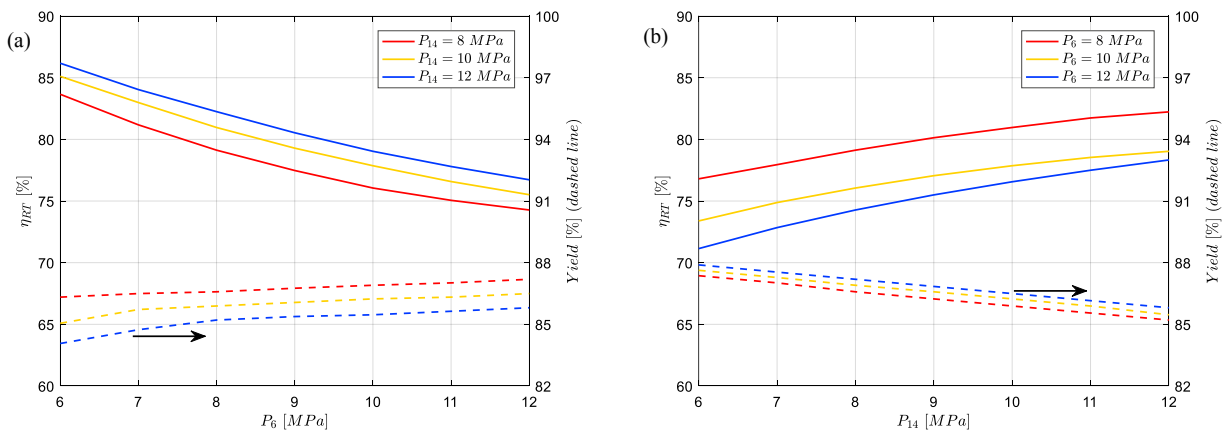 (a)
90
85
80
75
70
65
60
η_RT [%]
P_14 = 8 MPa
P_14 = 10 MPa
P_14 = 12 MPa
100
97
94
91
88
85
82
Yield [%] (dashed line)
6 7 8 9 10 11 12
P_6 [MPa]
(b)
90
85
80
75
70
65
60
η_RT [%]
P_6 = 8 MPa
P_6 = 10 MPa
P_6 = 12 MPa
100
97
94
91
88
85
82
Yield [%] (dashed line)
6 7 8 9 10 11 12
P_14 [MPa]